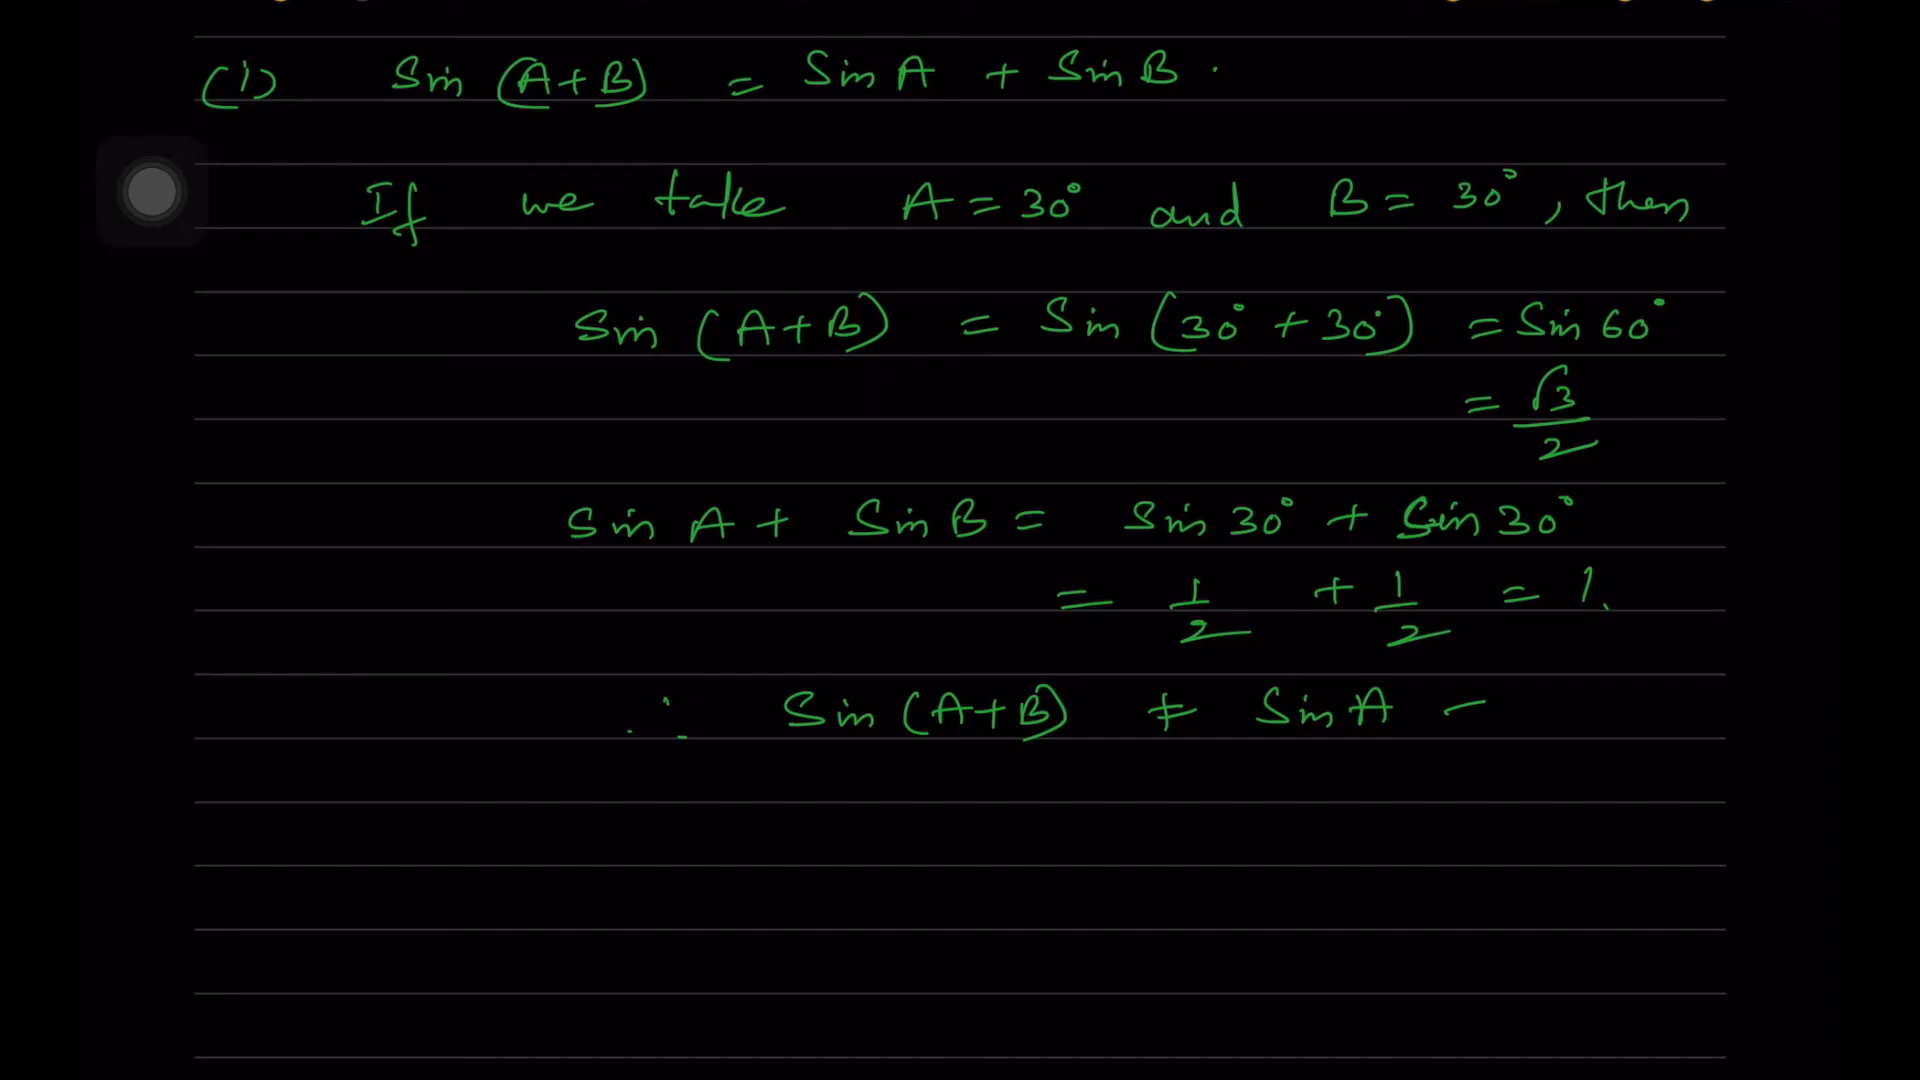 (i) Sin (A+B) = Sin A + Sin B.
If we take A = 30° and B = 30°, then
Sin (A+B) = Sin (30° + 30°) = Sin 60°
= √3/2
Sin A + Sin B = Sin 30° + Sin 30°
= 1/2 + 1/2 = 1.
∴ Sin (A+B) ≠ Sin A -